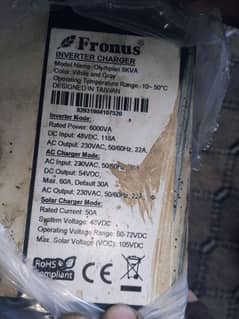 Fronus
INVERTER CHARGER
Model Name: Olympian 6KVA
Color: White and Gray
Operating Temperature Range: -10~ 50°C
DESIGNED IN TAIWAN
Inverter Mode:
Rated Power: 6000VA
DC Input: 48VDC, 118A
AC Output: 230VAC, 50/60Hz, 22A
AC Charger Mode:
AC Input: 230VAC, 50/60Hz
DC Output: 54VDC
Max. 60A, Default 30A
AC Output: 230VAC, 50/60Hz, 22A
Solar Charger Mode:
Rated Current: 50A
System Voltage: 48VDC
Operating Voltage Range: 60-72VDC
Max. Solar Voltage (VOC): 105VDC
RoHS
Compliant
CE